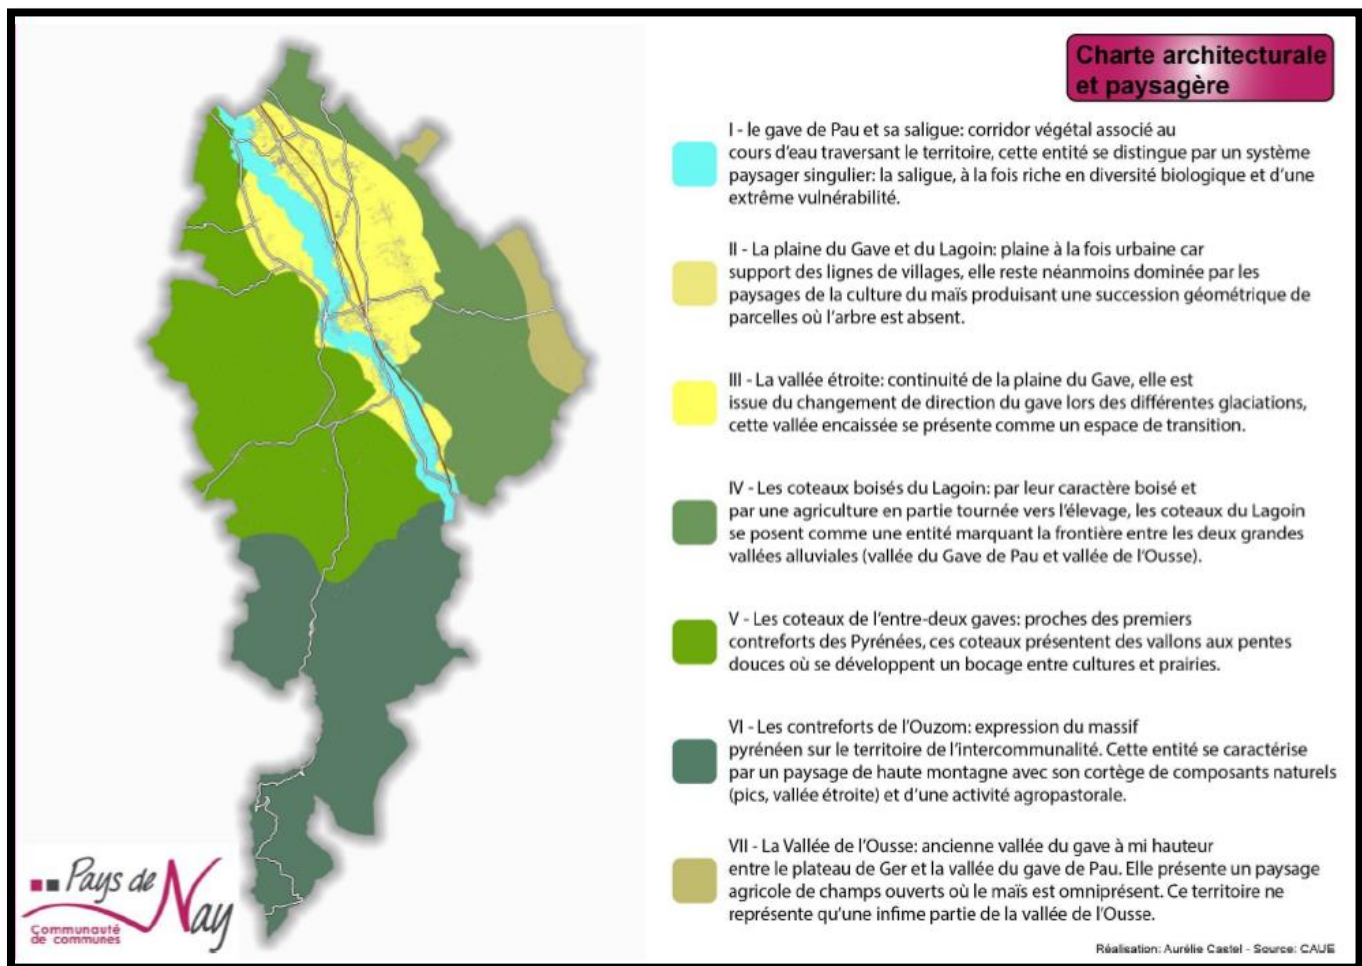 Charte architecturale
et paysagère
I - le gave de Pau et sa saligue: corridor végétal associé au
cours d'eau traversant le territoire, cette entité se distingue par un système
paysager singulier: la saligue, à la fois riche en diversité biologique et d'une
extrême vulnérabilité.
II - La plaine du Gave et du Lagoin: plaine à la fois urbaine car
support des lignes de villages, elle reste néanmoins dominée par les
paysages de la culture du maïs produisant une succession géométrique de
parcelles où l'arbre est absent.
III - La vallée étroite: continuité de la plaine du Gave, elle est
issue du changement de direction du gave lors des différentes glaciations,
cette vallée encaissée se présente comme un espace de transition.
IV - Les coteaux boisés du Lagoin: par leur caractère boisé et
par une agriculture en partie tournée vers l'élevage, les coteaux du Lagoin
se posent comme une entité marquant la frontière entre les deux grandes
vallées alluviales (vallée du Gave de Pau et vallée de l'Ousse).
V - Les coteaux de l'entre-deux gaves: proches des premiers
contreforts des Pyrénées, ces coteaux présentent des vallons aux pentes
douces où se développent un bocage entre cultures et prairies.
VI - Les contreforts de l'Ouzom: expression du massif
pyrénéen sur le territoire de l'intercommunalité. Cette entité se caractérise
par un paysage de haute montagne avec son cortège de composants naturels
(pics, vallée étroite) et d'une activité agropastorale.
VII - La Vallée de l'Ousse: ancienne vallée du gave à mi hauteur
entre le plateau de Ger et la vallée du gave de Pau. Elle présente un paysage
agricole de champs ouverts où le maïs est omniprésent. Ce territoire ne
représente qu'une infime partie de la vallée de l'Ousse.
Pays de Nay
Communauté
de communes
Réalisation: Aurélie Castel - Source: CAUE